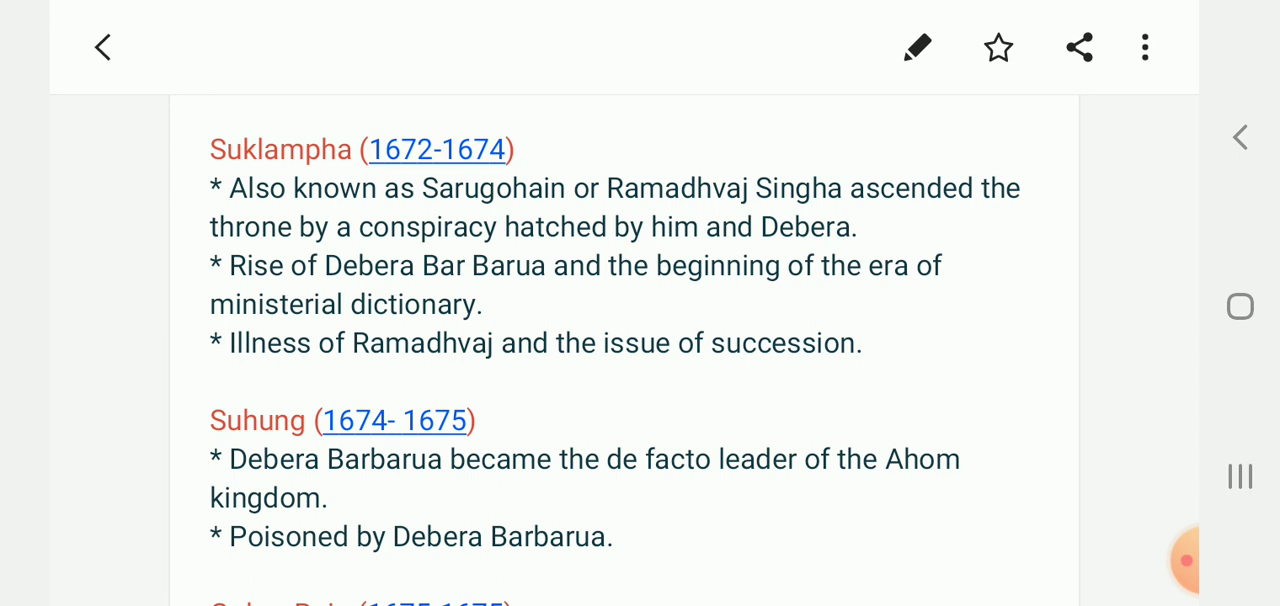 Suklampha (1672-1674)
* Also known as Sarugohain or Ramadhvaj Singha ascended the
throne by a conspiracy hatched by him and Debera.
* Rise of Debera Bar Barua and the beginning of the era of
ministerial dictionary.
* Illness of Ramadhvaj and the issue of succession.
Suhung (1674- 1675)
* Debera Barbarua became the de facto leader of the Ahom
kingdom.
* Poisoned by Debera Barbarua.